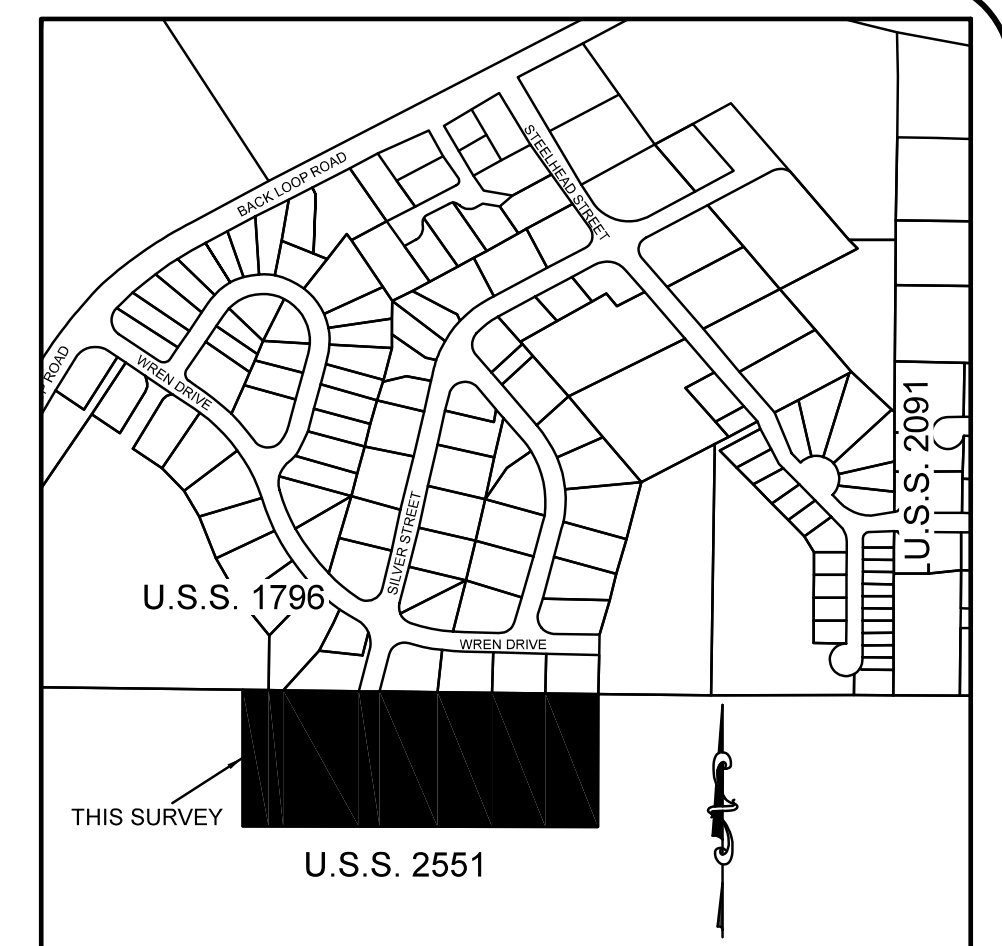 STEELHEAD STREET
BACK LOOP ROAD
ROAD
WREN DRIVE
U.S.S. 2091
SILVER STREET
U.S.S. 1796
WREN DRIVE
THIS SURVEY
U.S.S. 2551